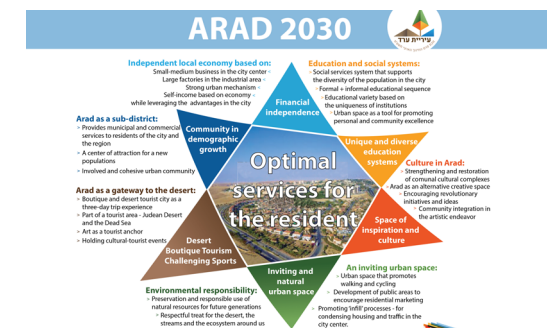 ARAD 2030
עיריית ערד
Independent local economy based on:
Small-medium business in the city center
Large factories in the industrial area
Strong urban mechanism
Self-income based on economy
while leveraging the advantages in the city
Education and social systems:
Social services system that supports
the diversity of the population in the city
Formal + informal educational sequence
Educational variety based on
the uniqueness of institutions
Urban space as a tool for promoting
personal and community excellence
Financial
independence
Arad as a sub-district:
> Provides municipal and commercial
services to residents of the city and
the region
> A center of attraction for a new
populations
> Involved and cohesive urban community
Community in
demographic
growth
Unique and diverse
education
systems
Optimal
services for
the resident
Culture in Arad:
> Strengthening and restoration
of comunal cultural complexes
> Arad as an alternative creative space
> Encouraging revolutionary
initiatives and ideas
> Community integration in
the artistic endeavor
Arad as a gateway to the desert:
> Boutique and desert tourist city as a
three-day trip experience
> Part of a tourist area - Judean Desert
and the Dead Sea
> Art as a tourist anchor
> Holding cultural-tourist events
Space of
inspiration and
culture
Desert
Boutique Tourism
Challenging Sports
Inviting and
natural
urban space
Environmental responsibility:
> Preservation and responsible use of
natural resources for future generations
> Respectful treat for the desert, the
streams and the ecosystem around us
An inviting urban space:
> Urban space that promotes
walking and cycling
> Development of public areas to
encourage residential marketing
> Promoting 'infill' processes - for
condensing housing and traffic in the
city center.